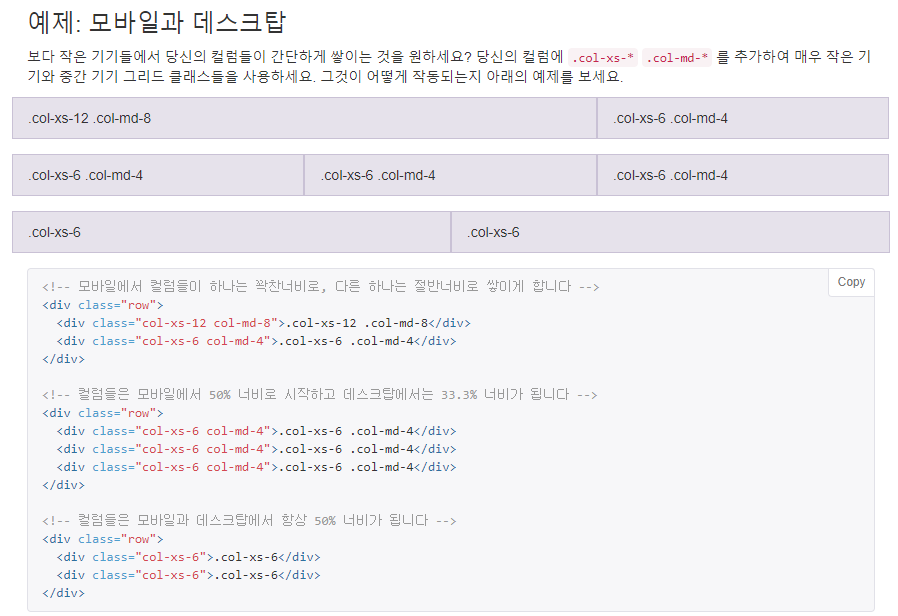 예제: 모바일과 데스크탑
보다 작은 기기들에서 당신의 컬럼들이 간단하게 쌓이는 것을 원하세요? 당신의 컬럼에 .col-xs-* .col-md-* 를 추가하여 매우 작은 기
기와 중간 기기 그리드 클래스들을 사용하세요. 그것이 어떻게 작동되는지 아래의 예제를 보세요.
.col-xs-12 .col-md-8 .col-xs-6 .col-md-4
.col-xs-6 .col-md-4 .col-xs-6 .col-md-4 .col-xs-6 .col-md-4
.col-xs-6 .col-xs-6
Copy
<!-- 모바일에서 컬럼들이 하나는 꽉찬너비로, 다른 하나는 절반너비로 쌓이게 합니다 -->
<div class="row">
  <div class="col-xs-12 col-md-8">.col-xs-12 .col-md-8</div>
  <div class="col-xs-6 col-md-4">.col-xs-6 .col-md-4</div>
</div>

<!-- 컬럼들은 모바일에서 50% 너비로 시작하고 데스크탑에서는 33.3% 너비가 됩니다 -->
<div class="row">
  <div class="col-xs-6 col-md-4">.col-xs-6 .col-md-4</div>
  <div class="col-xs-6 col-md-4">.col-xs-6 .col-md-4</div>
  <div class="col-xs-6 col-md-4">.col-xs-6 .col-md-4</div>
</div>

<!-- 컬럼들은 모바일과 데스크탑에서 항상 50% 너비가 됩니다 -->
<div class="row">
  <div class="col-xs-6">.col-xs-6</div>
  <div class="col-xs-6">.col-xs-6</div>
</div>